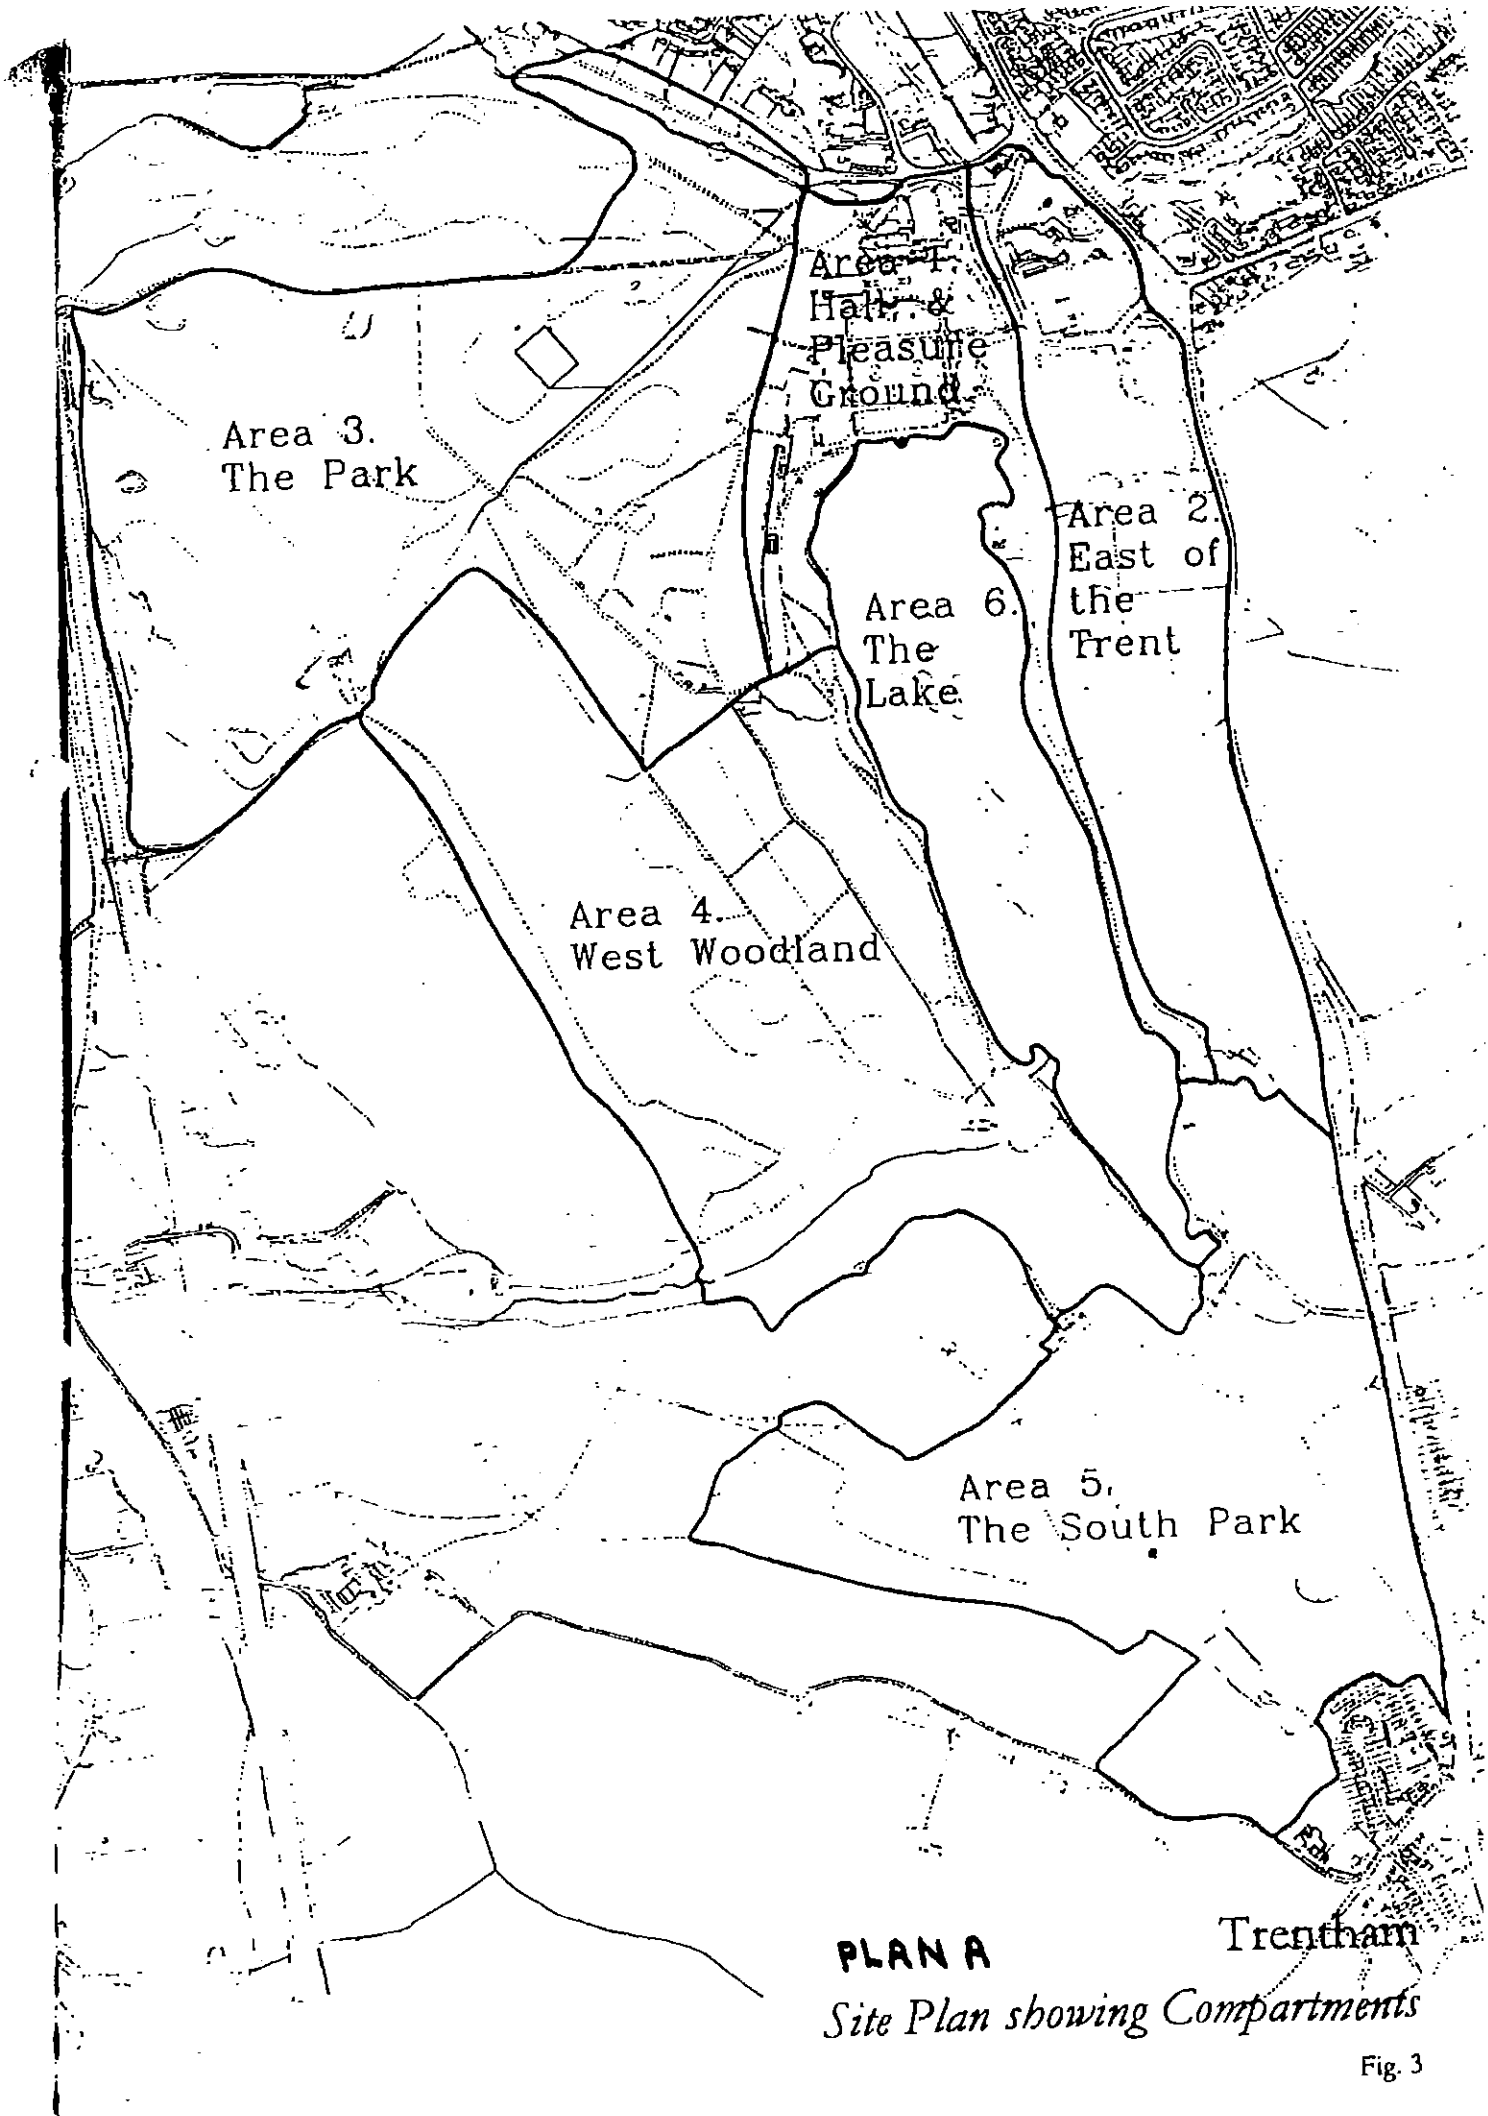 Area 1.
Hall &
Pleasure
Ground
Area 3.
The Park
Area 2.
East of
the
Trent
Area 6.
The
Lake
Area 4.
West Woodland
Area 5.
The South Park
PLAN A
Trentham
Site Plan showing Compartments
Fig. 3